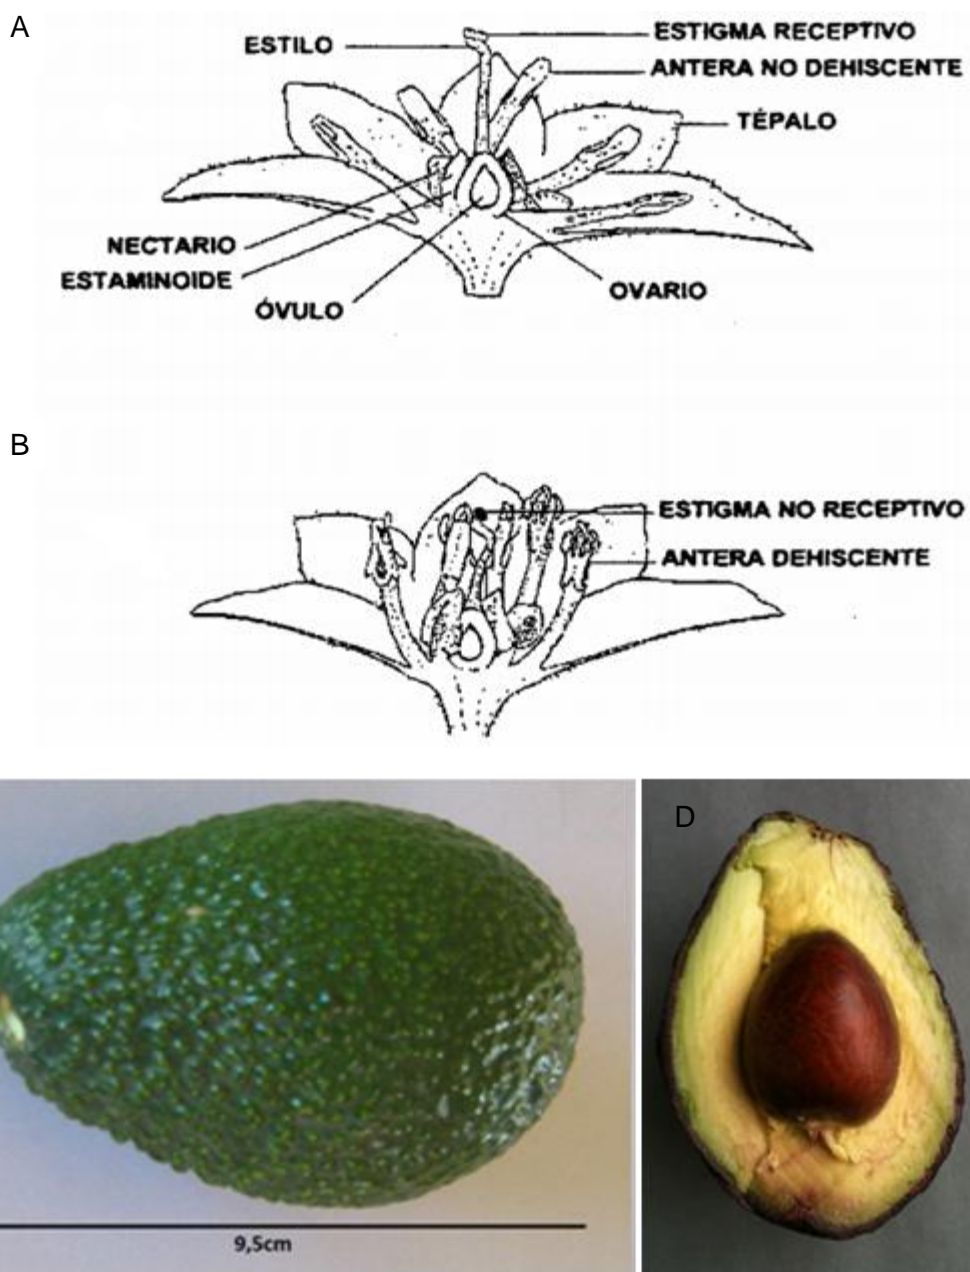 A
ESTIGMA RECEPTIVO
ESTILO
ANTERA NO DEHISCENTE
TÉPALO
NECTARIO
ESTAMINOIDE
ÓVULO
OVARIO
B
ESTIGMA NO RECEPTIVO
ANTERA DEHISCENTE
D
9,5cm